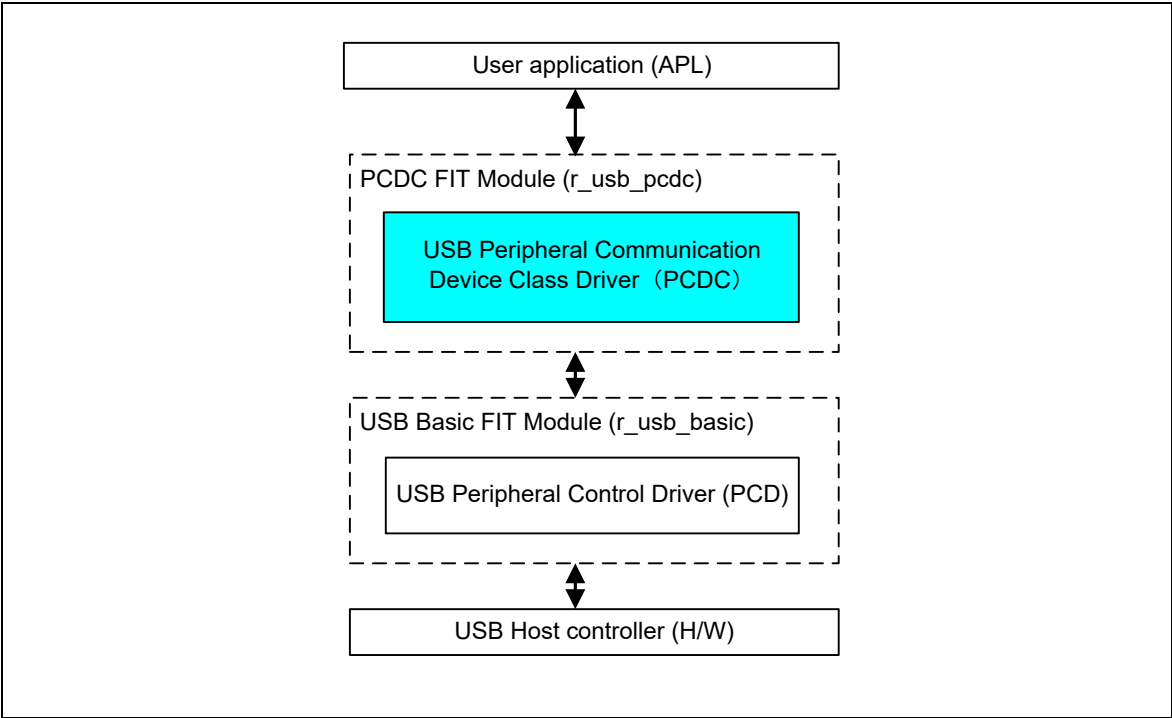 User application (APL)
PCDC FIT Module (r_usb_pcdc)
USB Peripheral Communication
Device Class Driver（PCDC）
USB Basic FIT Module (r_usb_basic)
USB Peripheral Control Driver (PCD)
USB Host controller (H/W)